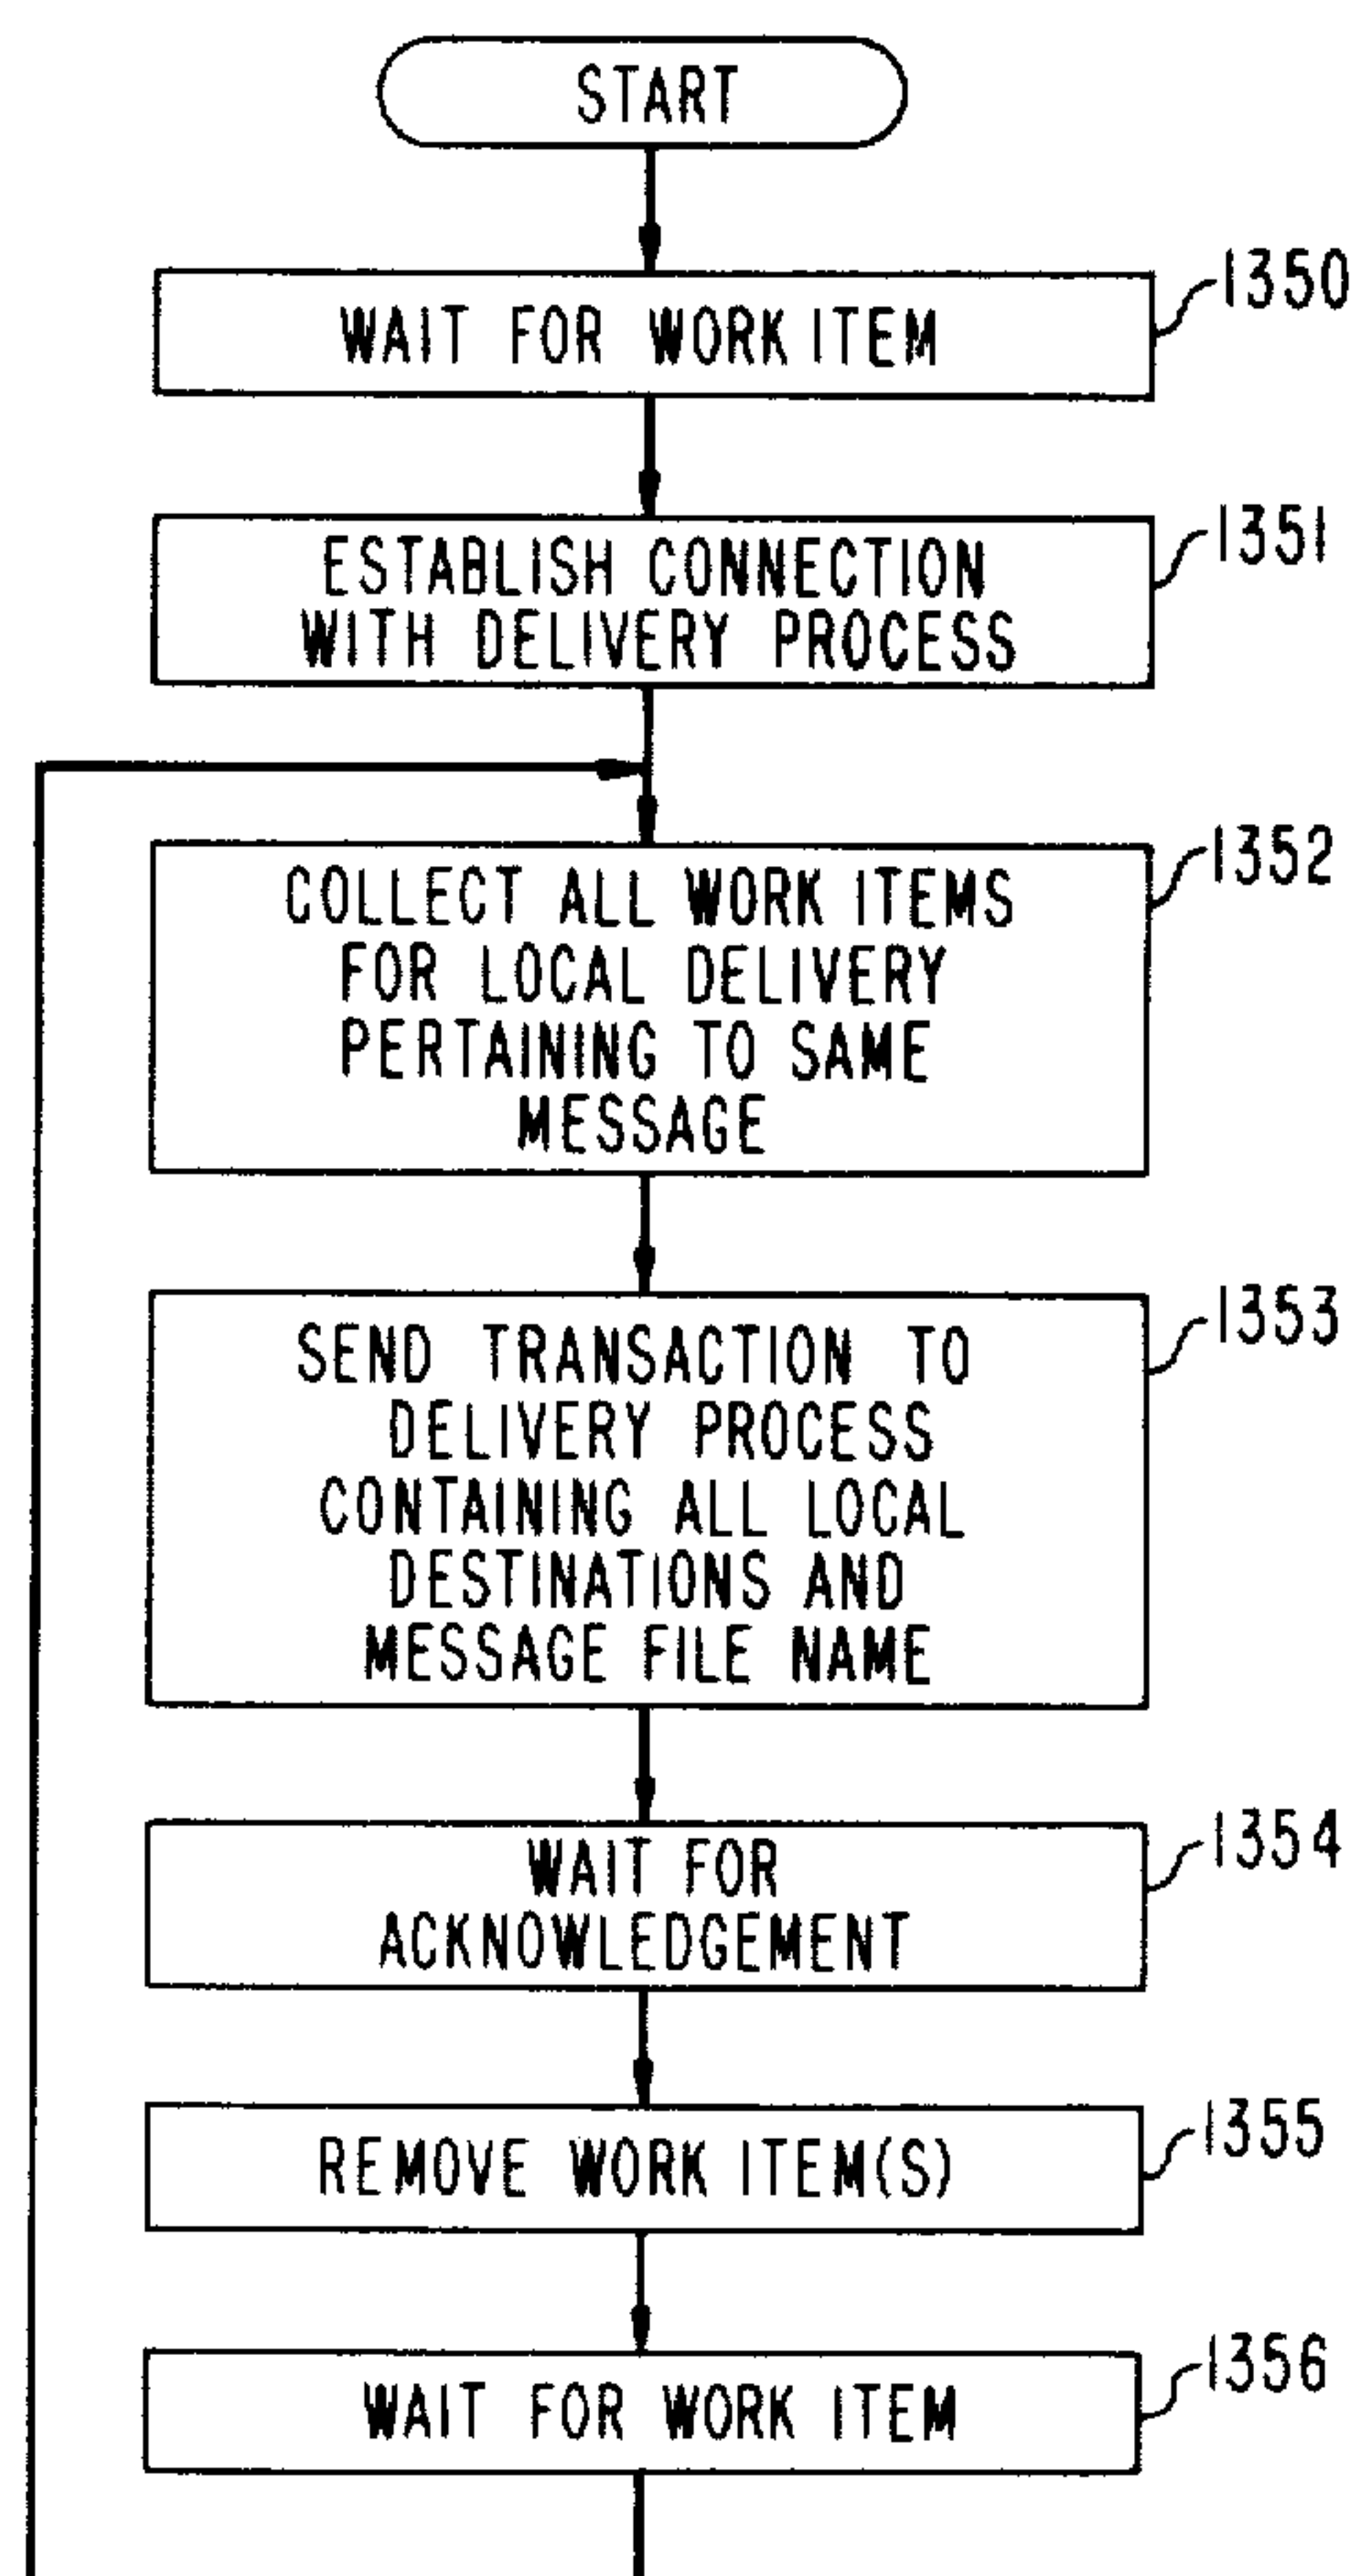 START
1350
WAIT FOR WORK ITEM
1351
ESTABLISH CONNECTION
WITH DELIVERY PROCESS
1352
COLLECT ALL WORK ITEMS
FOR LOCAL DELIVERY
PERTAINING TO SAME
MESSAGE
1353
SEND TRANSACTION TO
DELIVERY PROCESS
CONTAINING ALL LOCAL
DESTINATIONS AND
MESSAGE FILE NAME
1354
WAIT FOR
ACKNOWLEDGEMENT
1355
REMOVE WORK ITEM(S)
1356
WAIT FOR WORK ITEM